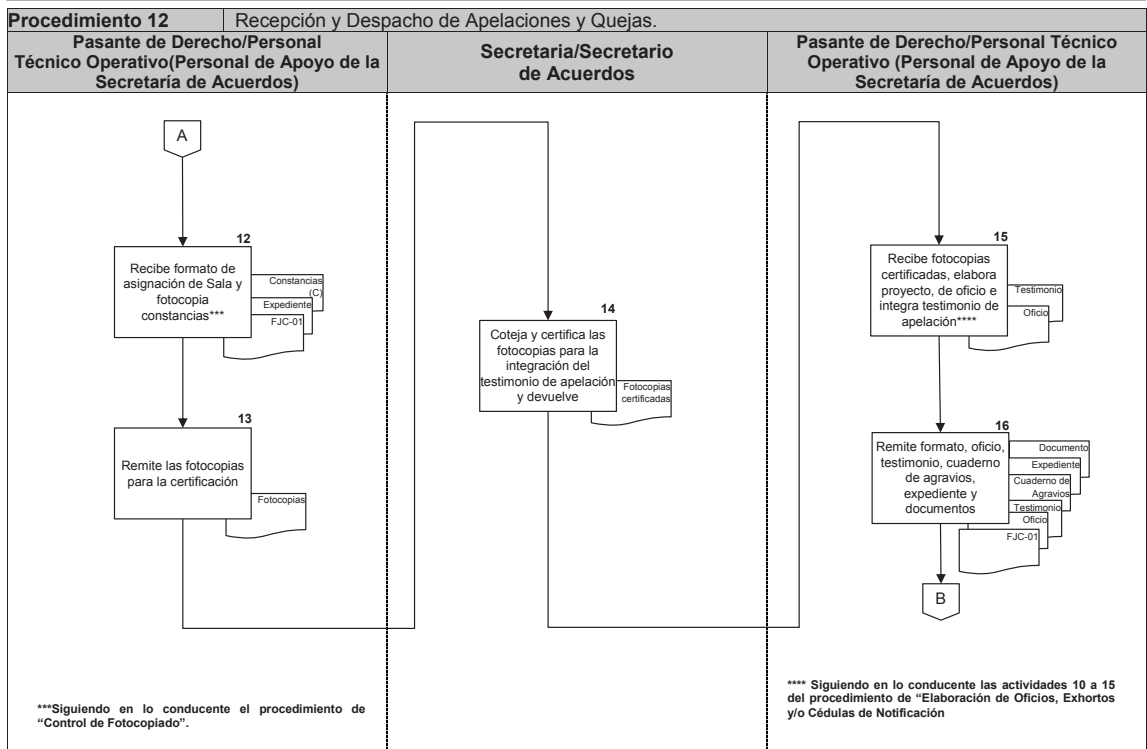 Procedimiento 12
Recepción y Despacho de Apelaciones y Quejas.
Pasante de Derecho/Personal
Técnico Operativo(Personal de Apoyo de la
Secretaría de Acuerdos)
Secretaria/Secretario
de Acuerdos
Pasante de Derecho/Personal Técnico
Operativo (Personal de Apoyo de la
Secretaría de Acuerdos)
A
12
Recibe formato de
asignación de Sala y
fotocopia
constancias***
Constancias
(C)
Expediente
FJC-01
13
Remite las fotocopias
para la certificación
Fotocopias
***Siguiendo en lo conducente el procedimiento de
“Control de Fotocopiado”.
14
Coteja y certifica las
fotocopias para la
integración del
testimonio de apelación
y devuelve
Fotocopias
certificadas
15
Recibe fotocopias
certificadas, elabora
proyecto, de oficio e
integra testimonio de
apelación****
Testimonio
Oficio
16
Remite formato, oficio,
testimonio, cuaderno
de agravios,
expediente y
documentos
Documento
Expediente
Cuaderno de
Agravios
Testimonio
Oficio
FJC-01
B
**** Siguiendo en lo conducente las actividades 10 a 15
del procedimiento de “Elaboración de Oficios, Exhortos
y/o Cédulas de Notificación